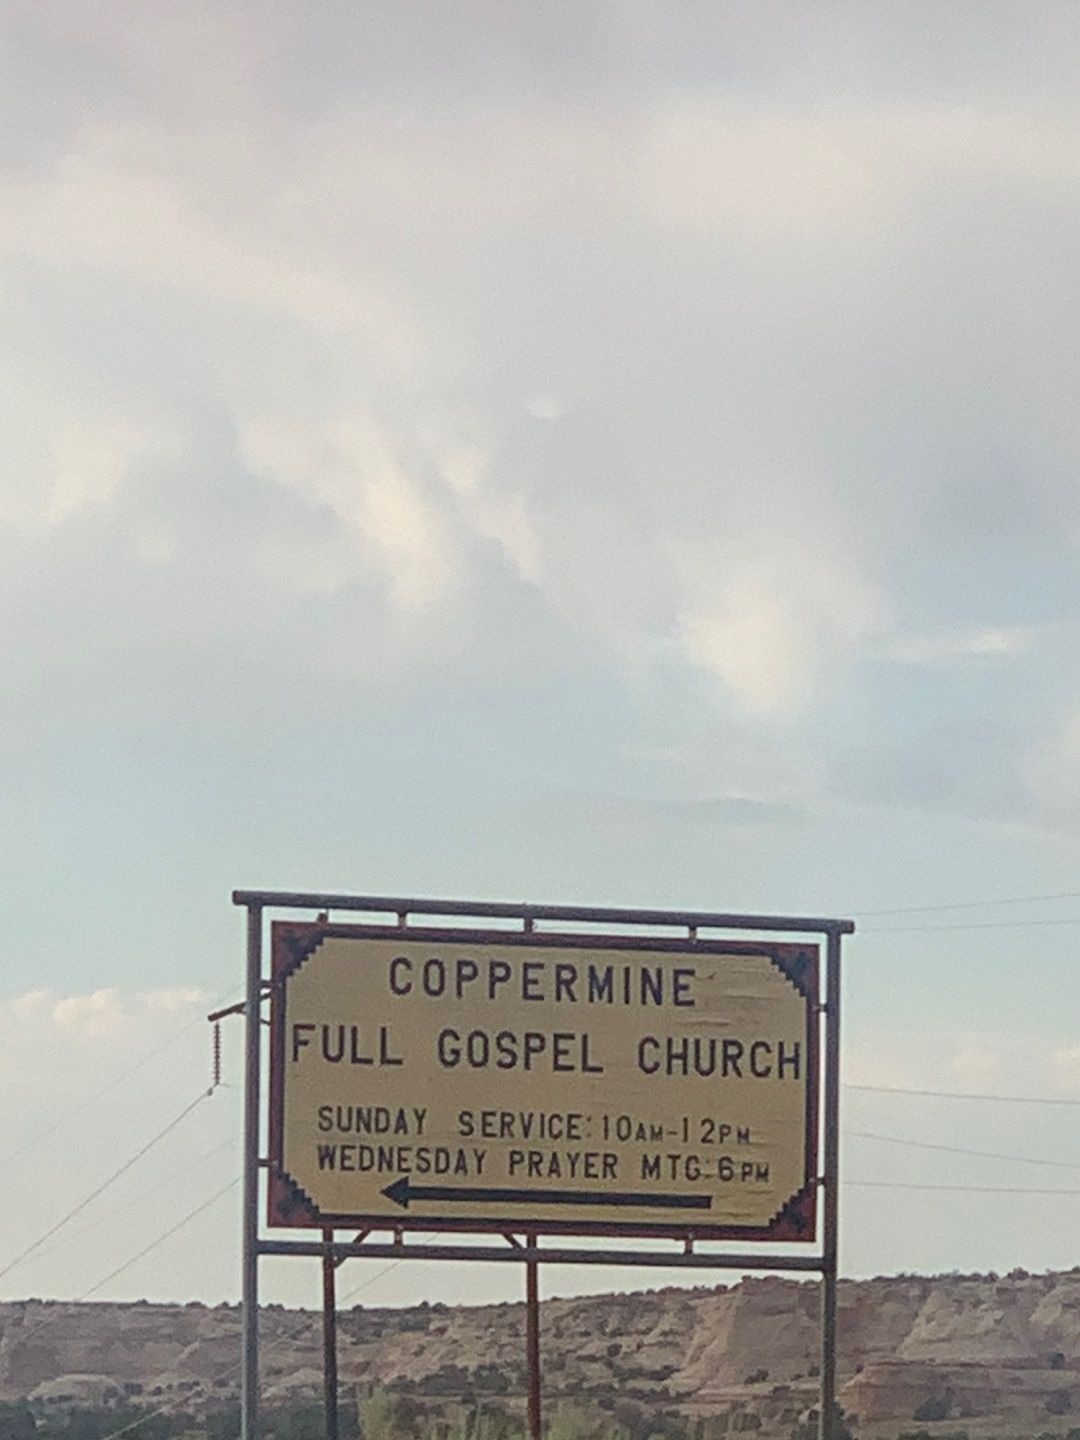 COPPERMINE
FULL GOSPEL CHURCH
SUNDAY SERVICE: 10AM-12PM
WEDNESDAY PRAYER MTG: 6PM